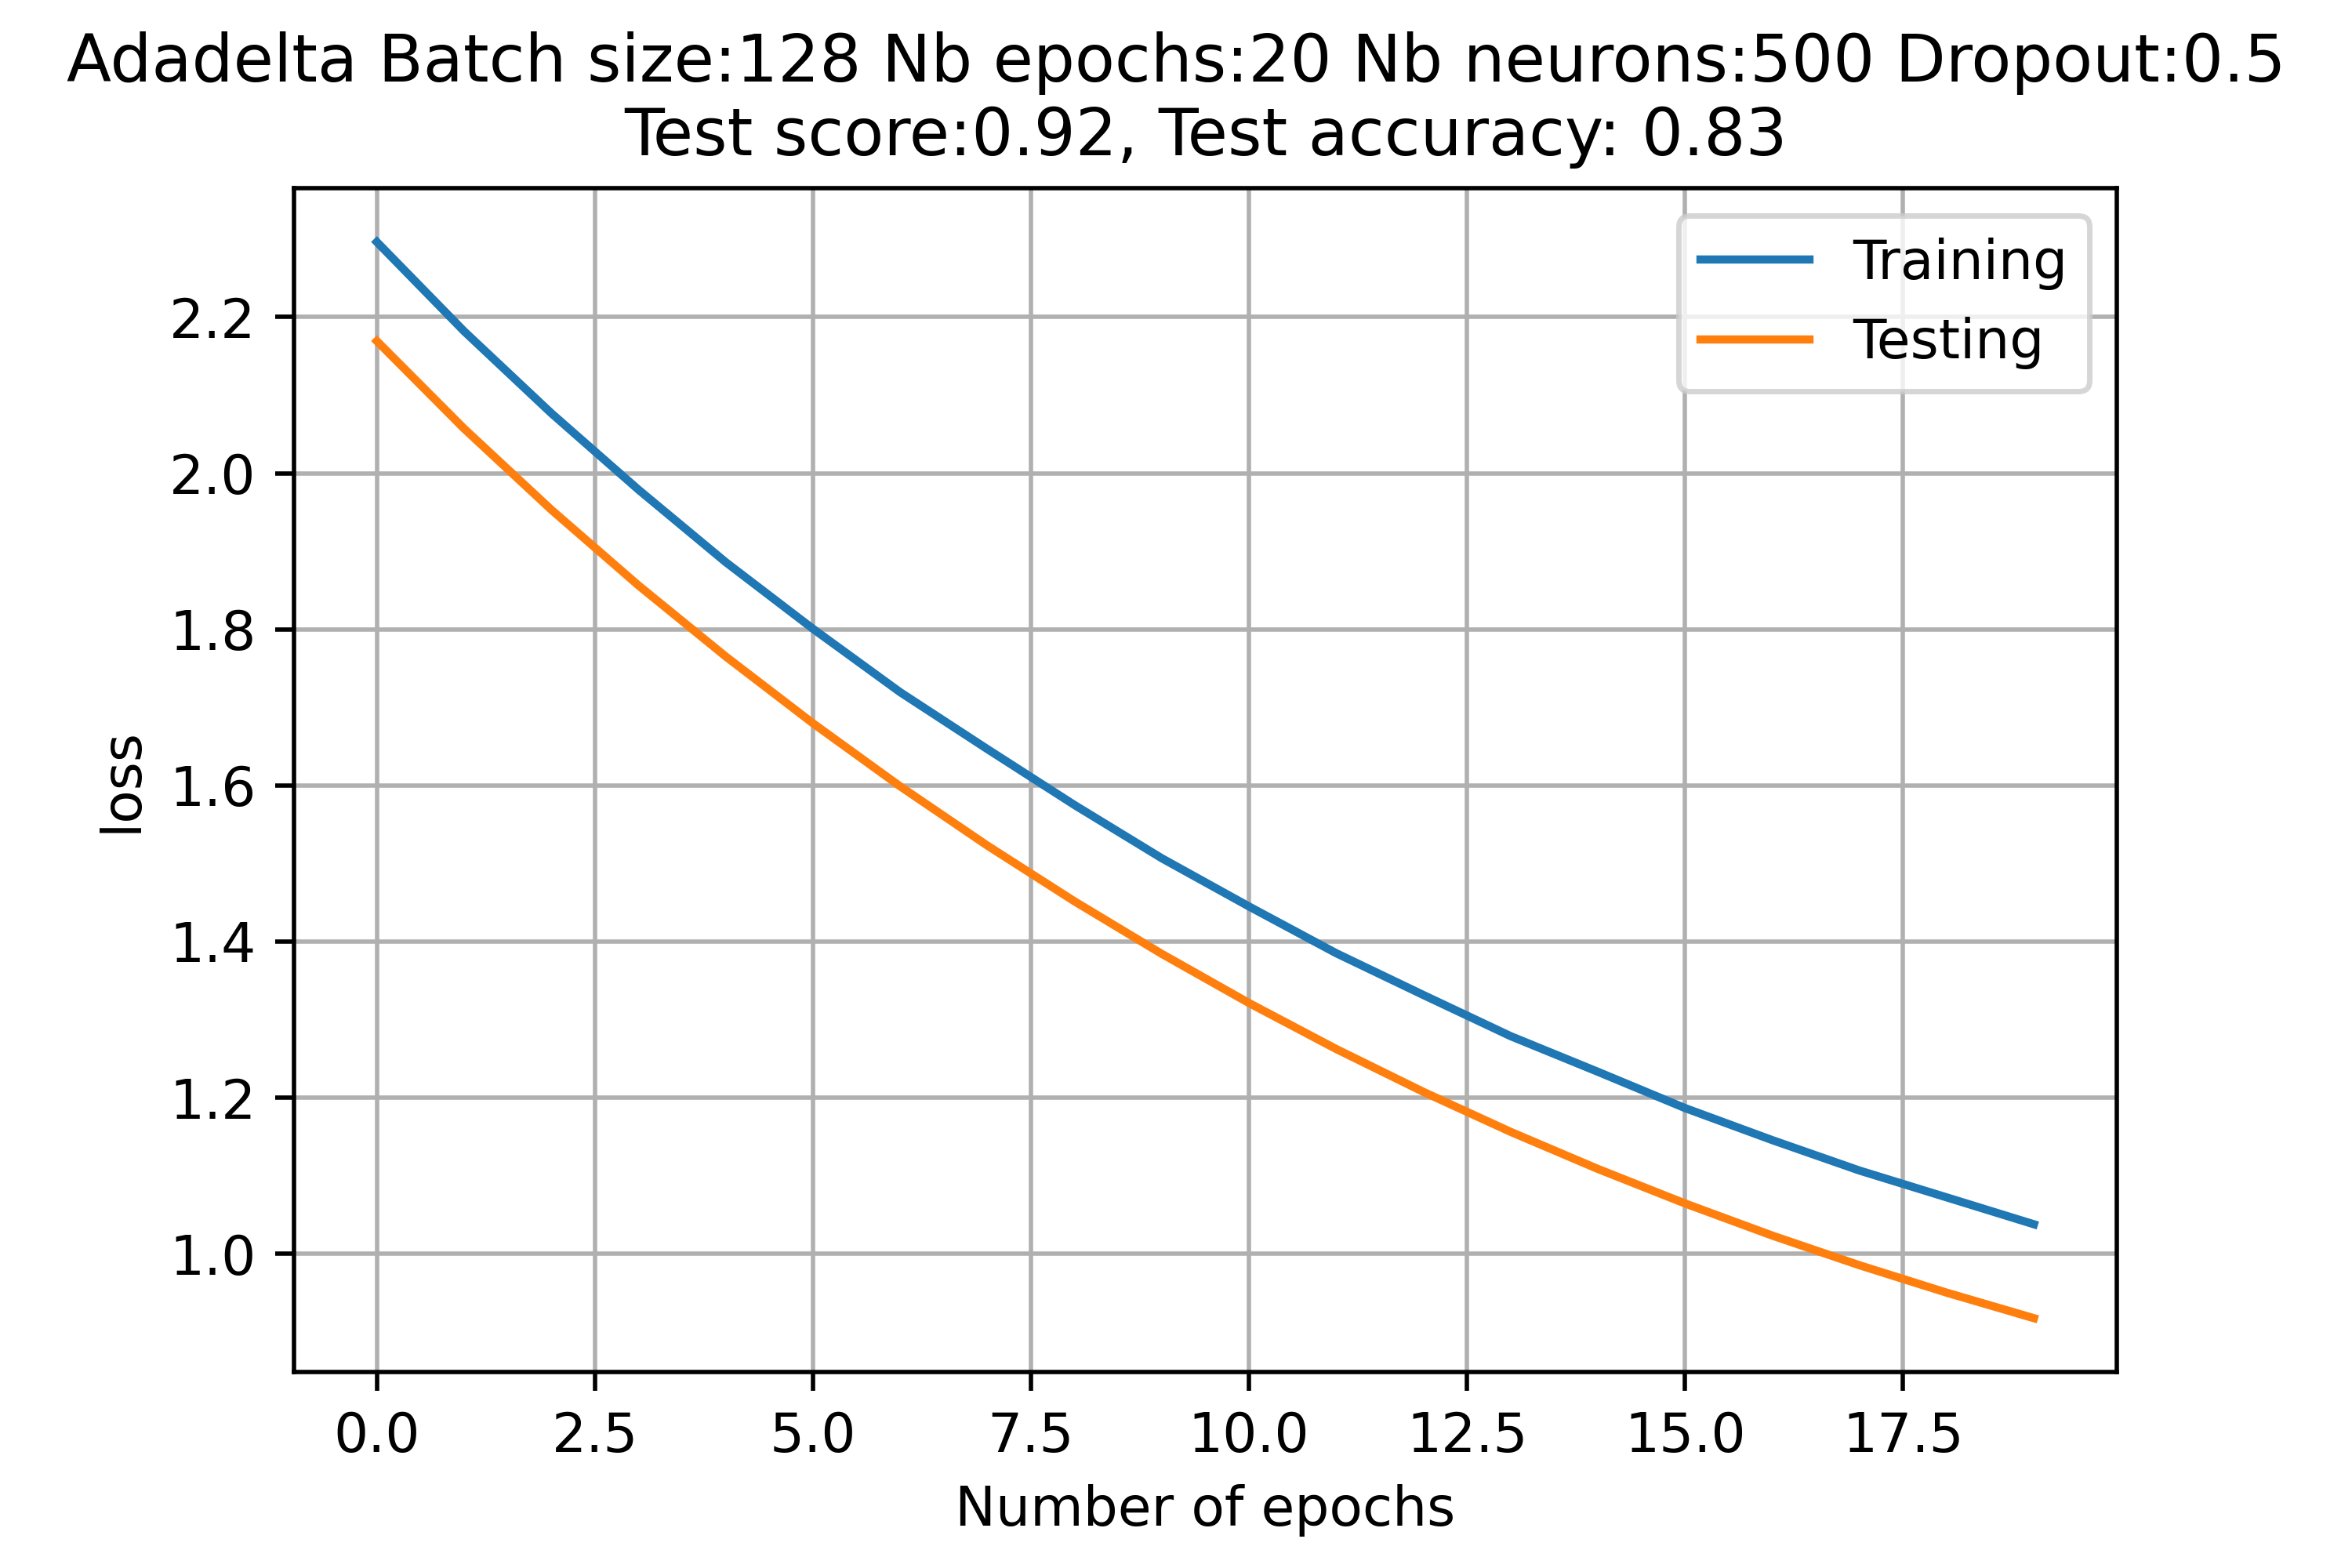 Adadelta Batch size:128 Nb epochs:20 Nb neurons:500 Dropout:0.5
Test score:0.92, Test accuracy: 0.83
Training
Testing
2.2
2.0
1.8
1.6
1.4
1.2
1.0
loss
0.0 2.5 5.0 7.5 10.0 12.5 15.0 17.5
Number of epochs